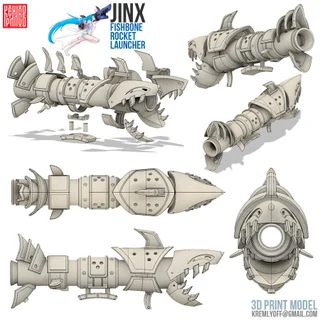 JINX
FISHBONE
ROCKET
LAUNCHER
3D PRINT MODEL
KREMLYOFF@GMAIL.COM